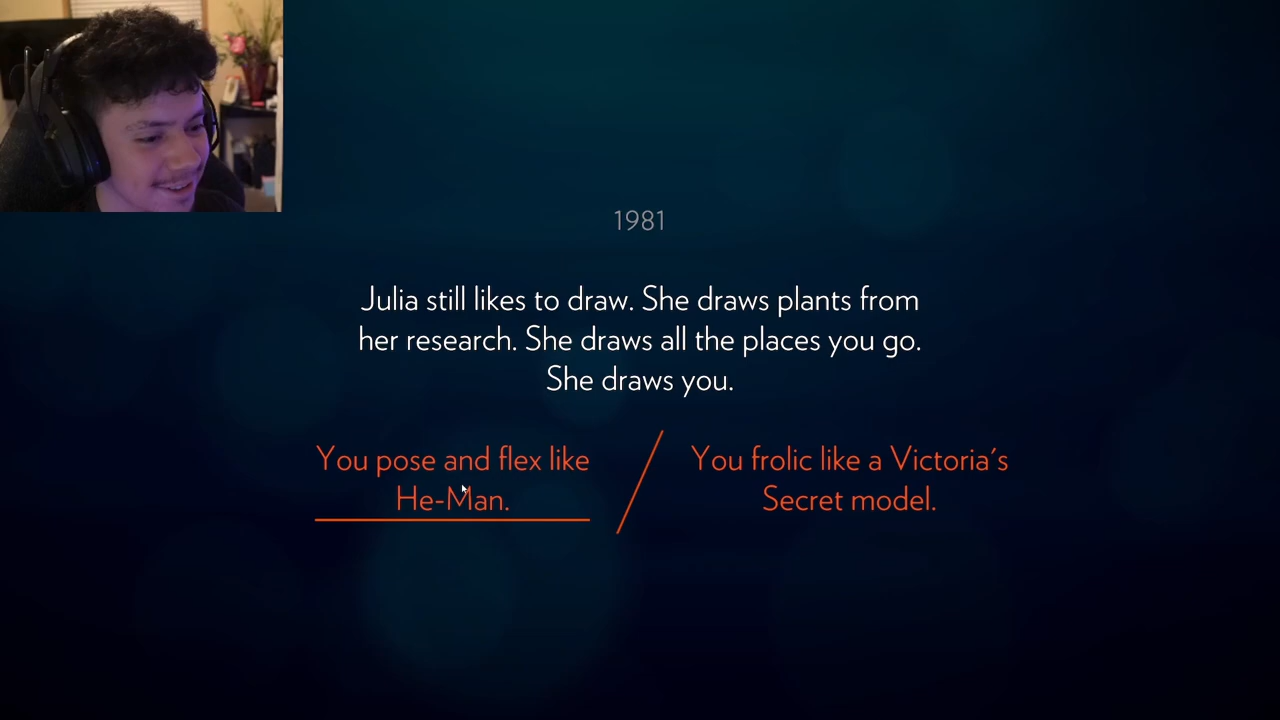 1981
Julia still likes to draw. She draws plants from
her research. She draws all the places you go.
She draws you.
You pose and flex like
He-Man.
You frolic like a Victoria's
Secret model.